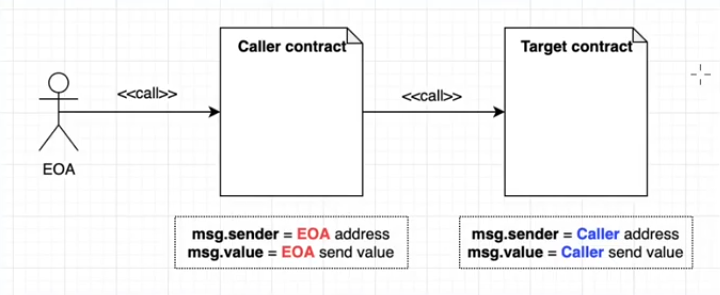 Caller contract
Target contract
<<call>>
<<call>>
EOA
msg.sender = EOA address
msg.value = EOA send value
msg.sender = Caller address
msg.value = Caller send value